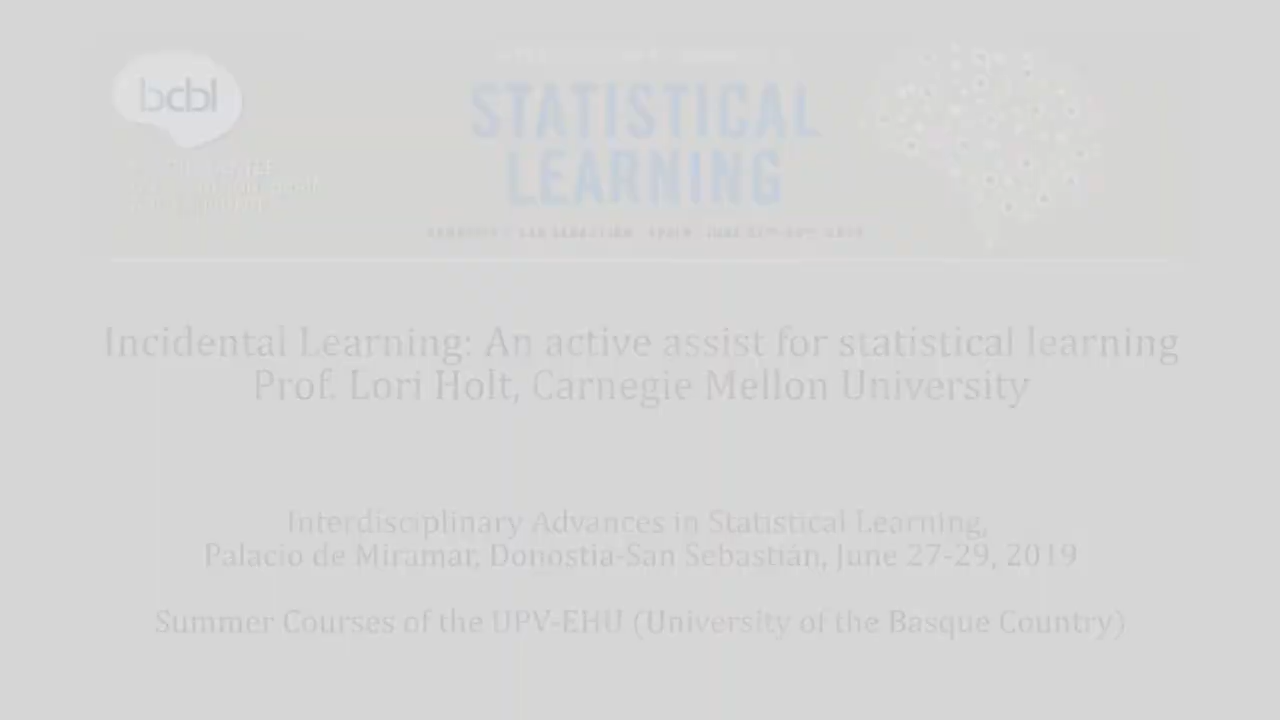 bcbl
STATISTICAL
LEARNING
Incidental Learning: An active assist for statistical learning
Prof. Lori Holt, Carnegie Mellon University
Interdisciplinary Advances in Statistical Learning,
Palacio de Miramar, Donostia-San Sebastián, June 27-29, 2019
Summer Courses of the UPV-EHU (University of the Basque Country)